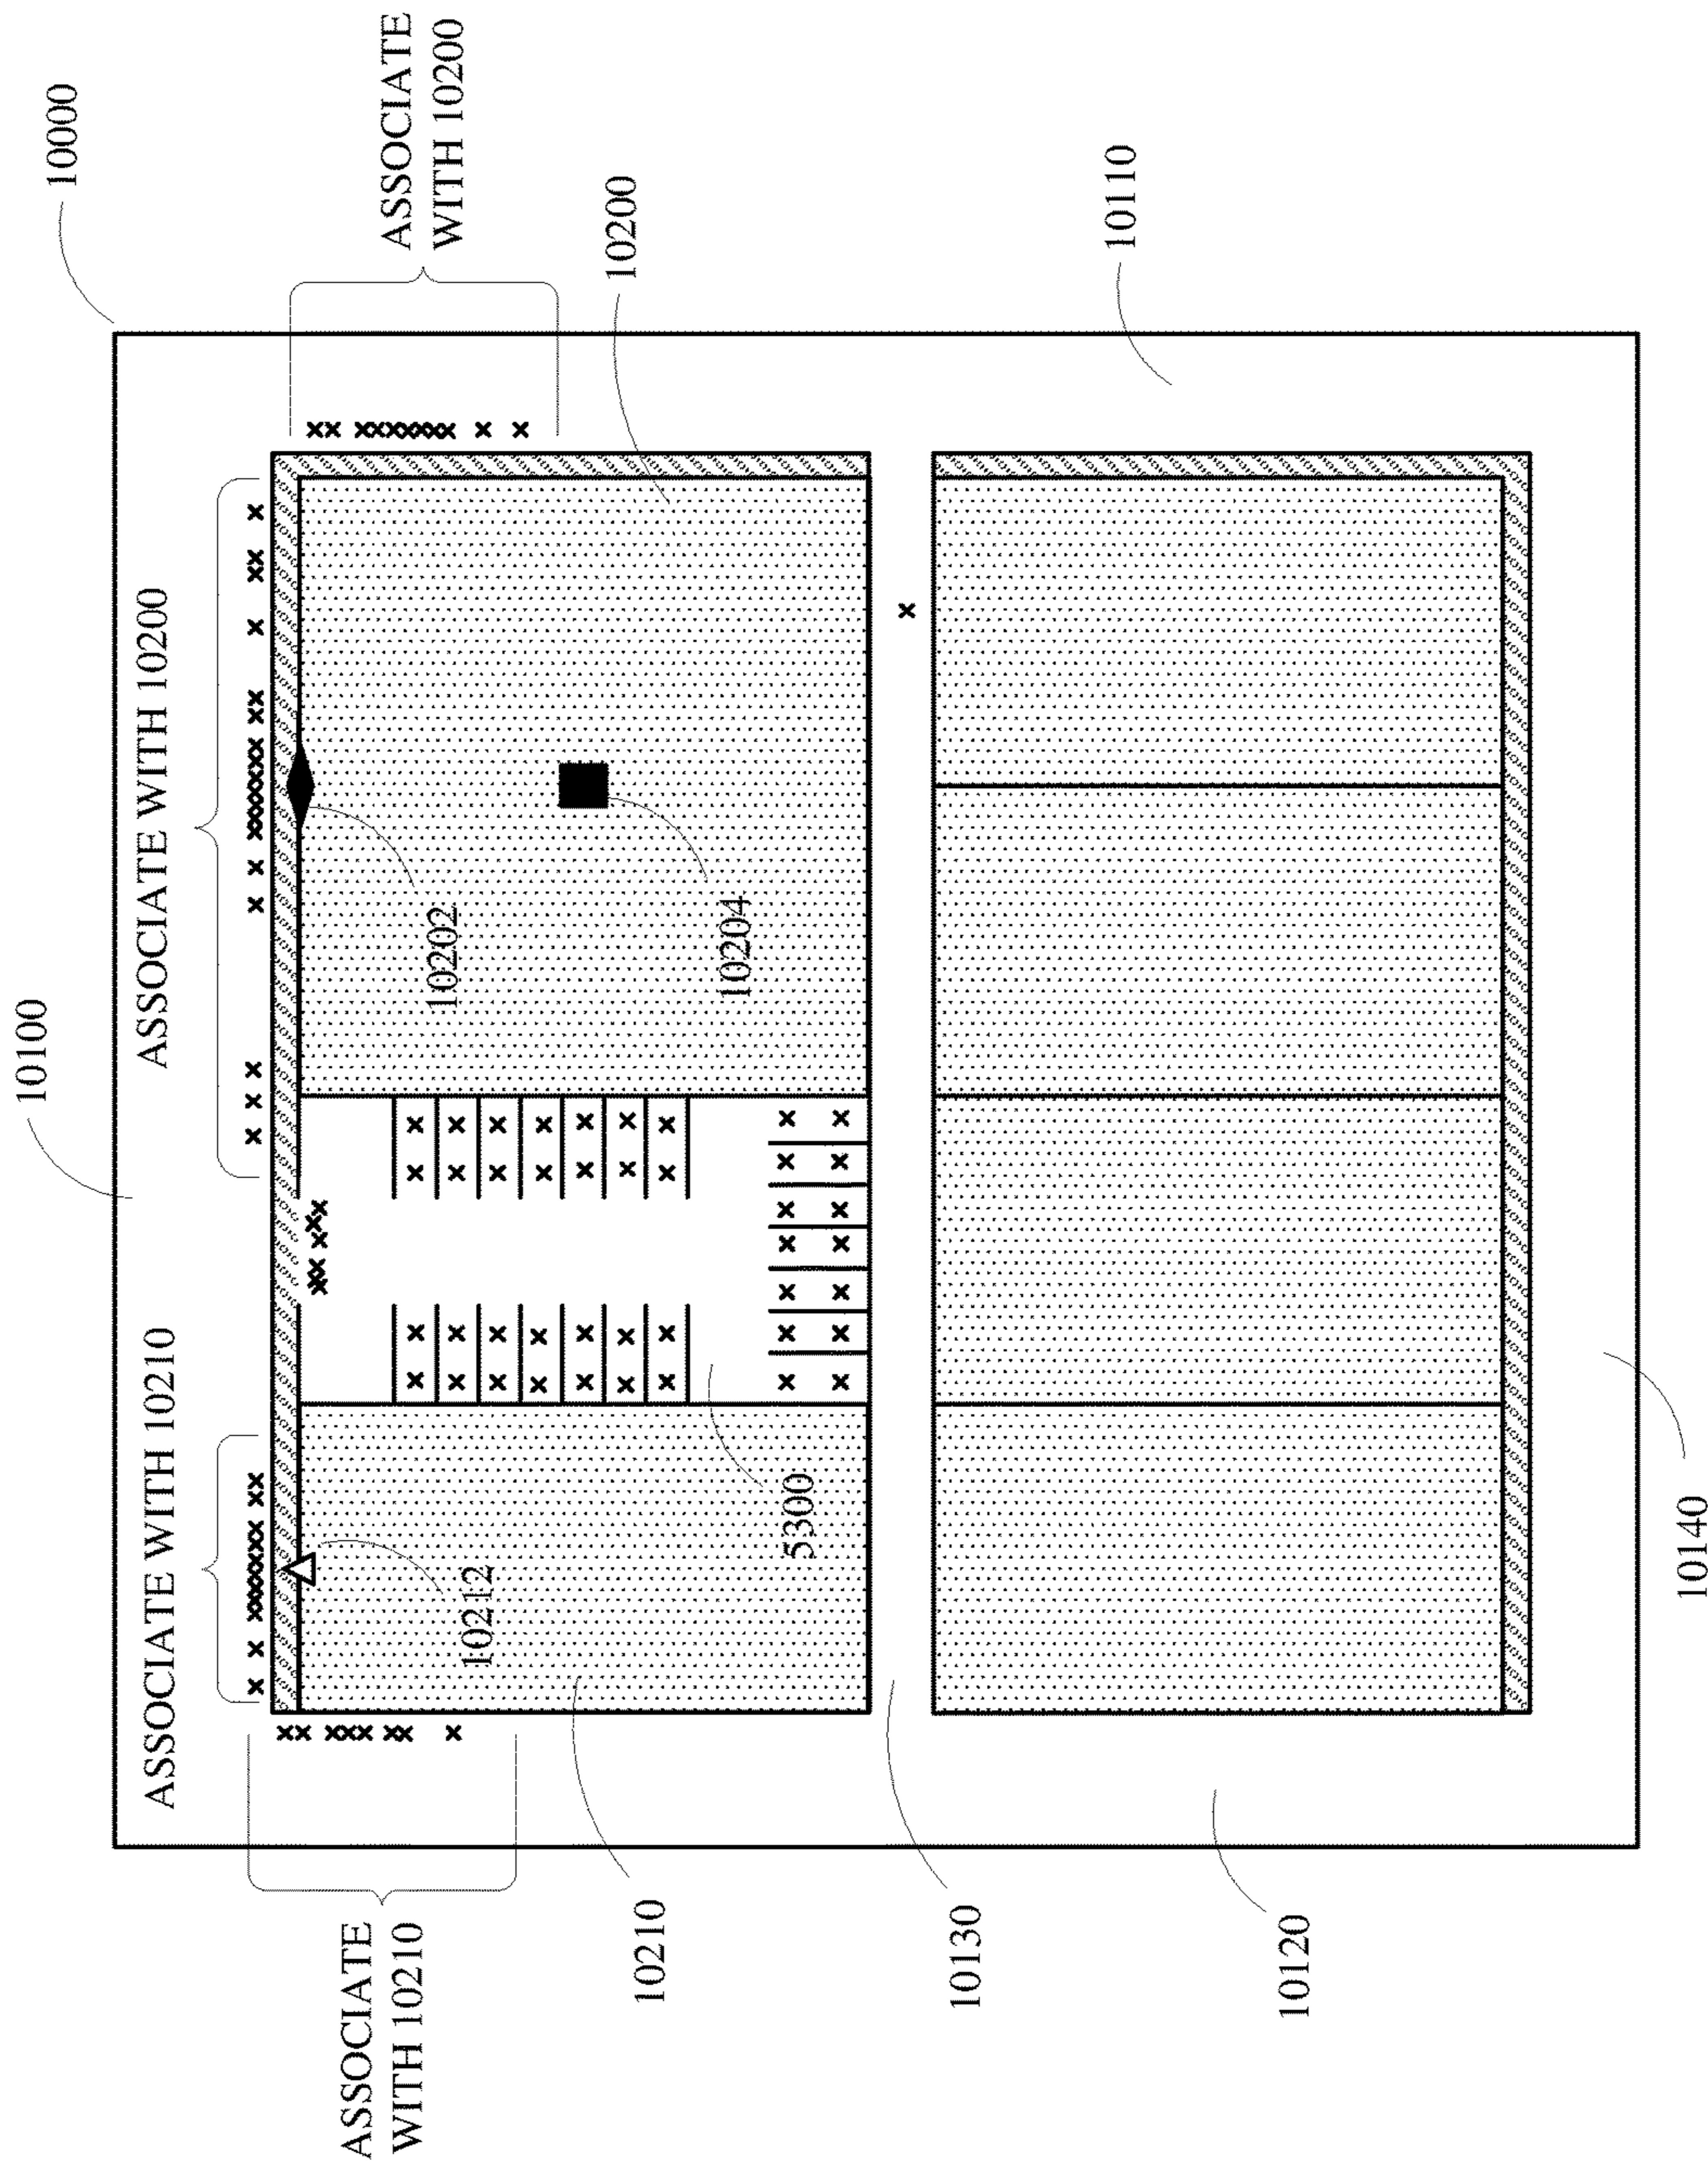 10100
10000
ASSOCIATE WITH 10210
ASSOCIATE WITH 10200
ASSOCIATE
WITH 10210
ASSOCIATE
WITH 10200
10202
10212
10200
10210
10204
5300
10130
10110
10120
10140